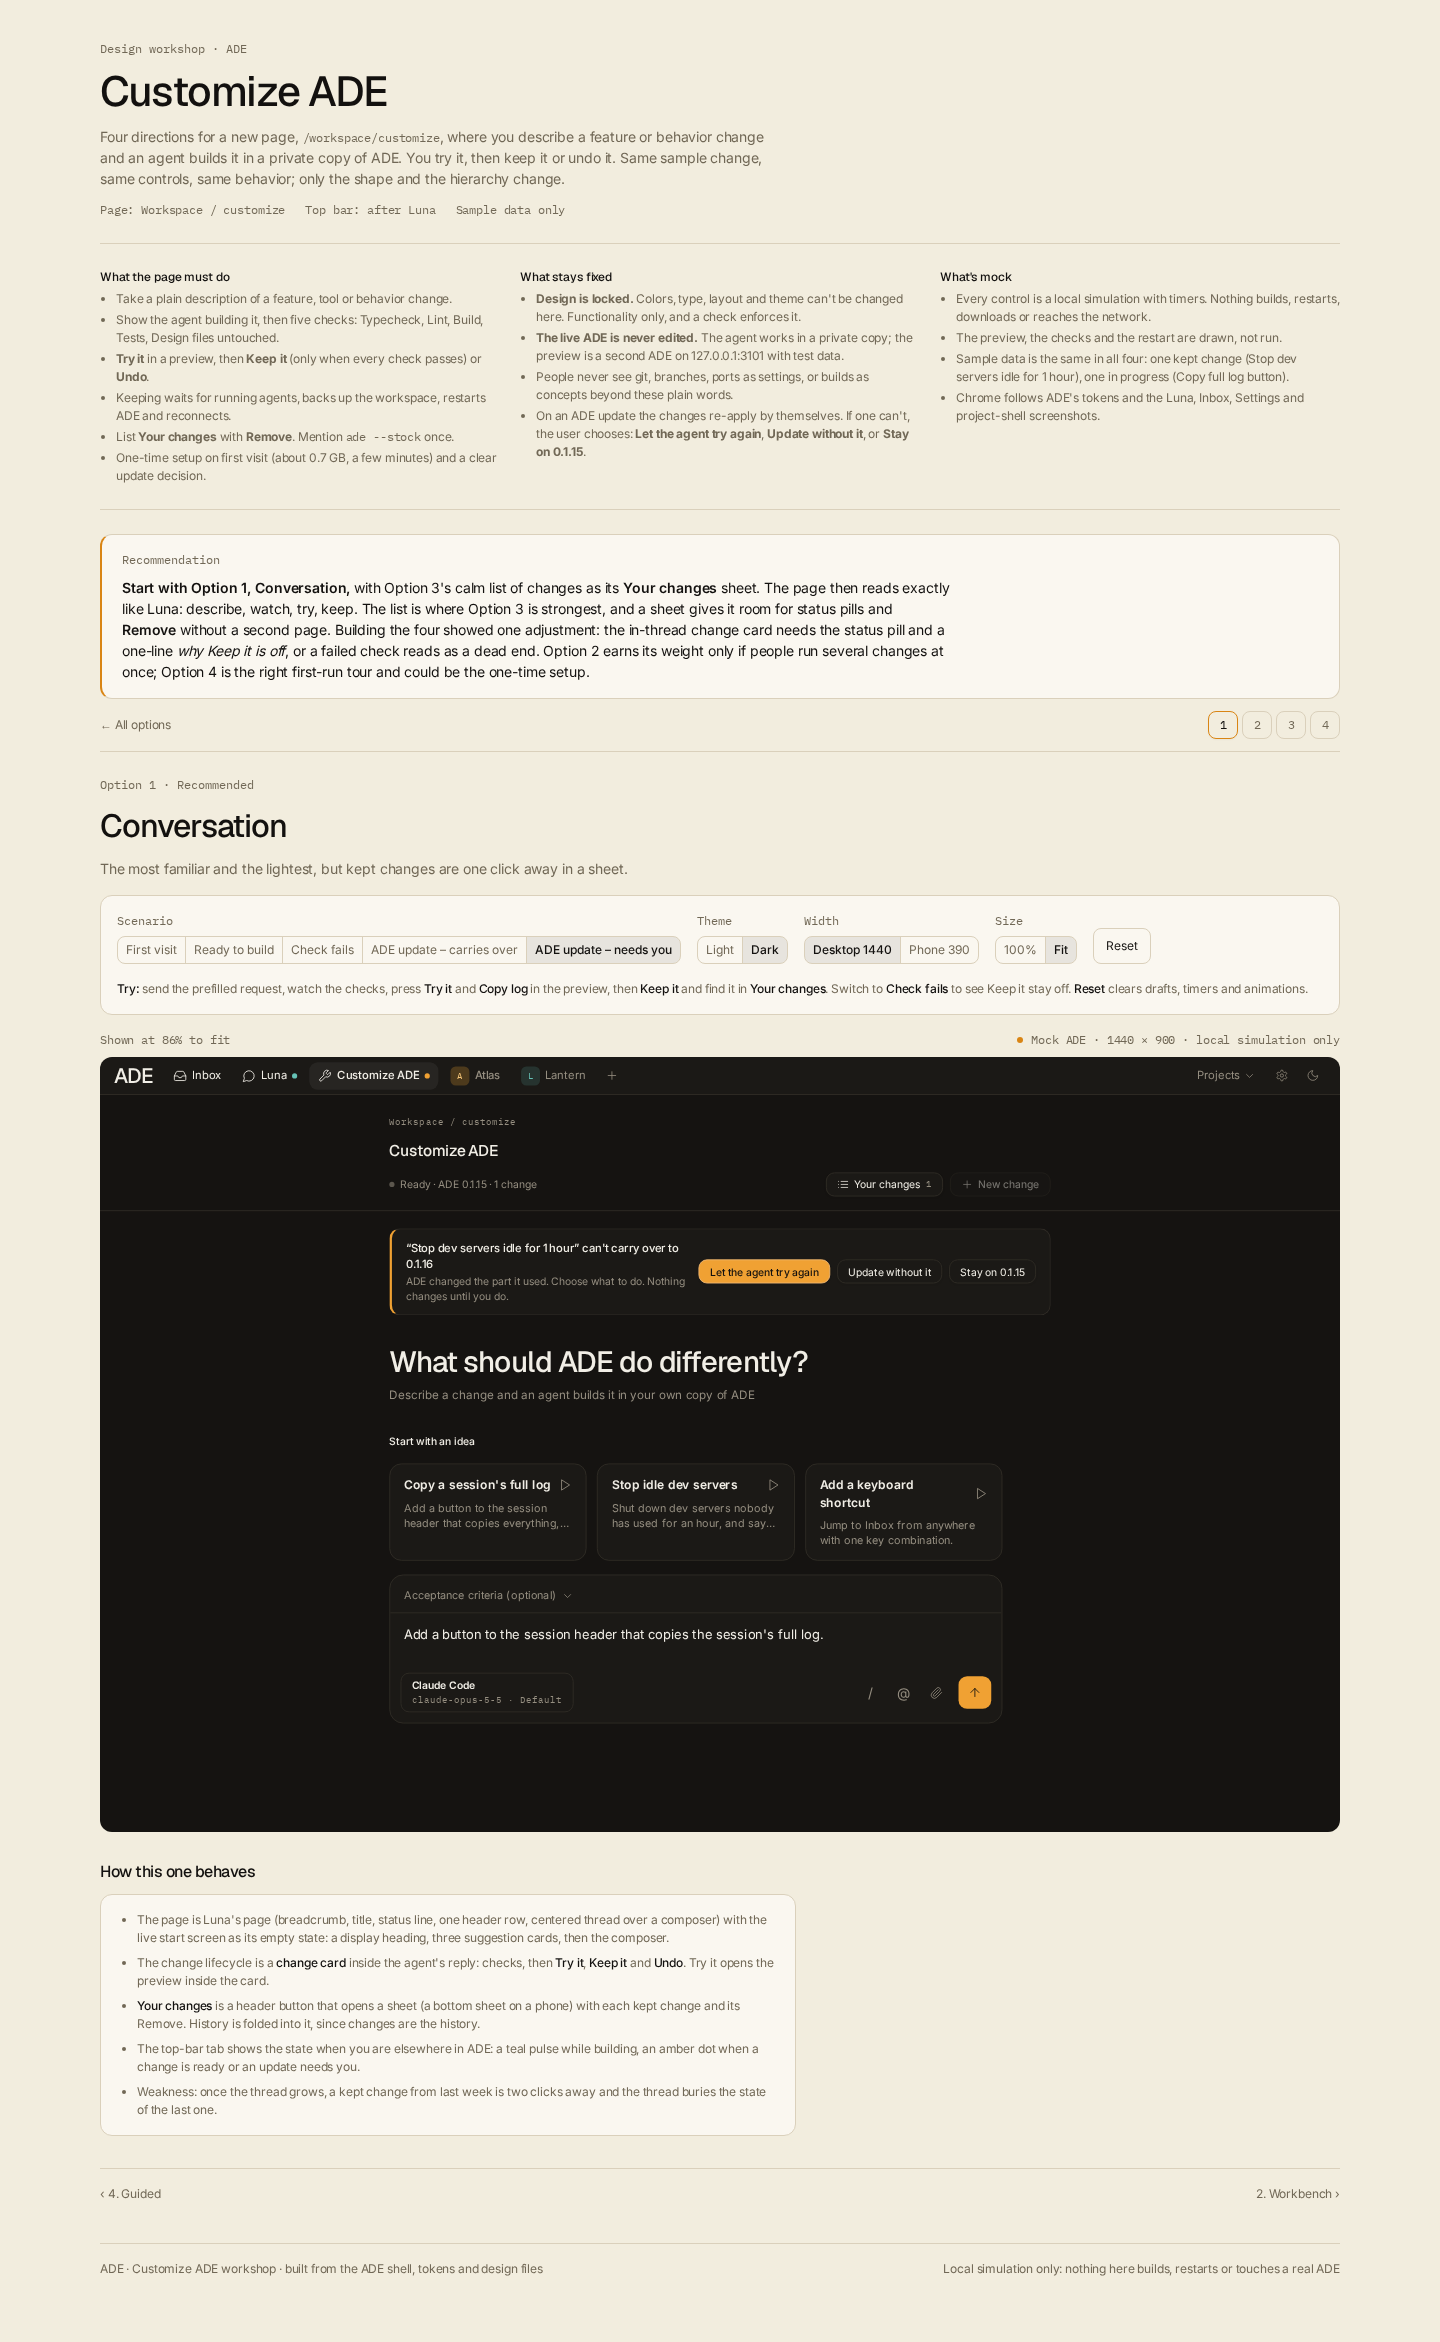 Design workshop · ADE
Customize ADE
Four directions for a new page, /workspace/customize, where you describe a feature or behavior change
and an agent builds it in a private copy of ADE. You try it, then keep it or undo it. Same sample change,
same controls, same behavior; only the shape and the hierarchy change.
Page: Workspace / customize   Top bar: after Luna   Sample data only
What the page must do
• Take a plain description of a feature, tool or behavior change.
• Show the agent building it, then five checks: Typecheck, Lint, Build,
Tests, Design files untouched.
• Try it in a preview, then Keep it (only when every check passes) or
Undo.
• Keeping waits for running agents, backs up the workspace, restarts
ADE and reconnects.
• List Your changes with Remove. Mention ade --stock once.
• One-time setup on first visit (about 0.7 GB, a few minutes) and a clear
update decision.
What stays fixed
• Design is locked. Colors, type, layout and theme can't be changed
here. Functionality only, and a check enforces it.
• The live ADE is never edited. The agent works in a private copy; the
preview is a second ADE on 127.0.0.1:3101 with test data.
• People never see git, branches, ports as settings, or builds as
concepts beyond these plain words.
• On an ADE update the changes re-apply by themselves. If one can't,
the user chooses: Let the agent try again, Update without it, or Stay
on 0.1.15.
What's mock
• Every control is a local simulation with timers. Nothing builds, restarts,
downloads or reaches the network.
• The preview, the checks and the restart are drawn, not run.
• Sample data is the same in all four: one kept change (Stop dev
servers idle for 1 hour), one in progress (Copy full log button).
• Chrome follows ADE's tokens and the Luna, Inbox, Settings and
project-shell screenshots.
Recommendation
Start with Option 1, Conversation, with Option 3's calm list of changes as its Your changes sheet. The page then reads exactly
like Luna: describe, watch, try, keep. The list is where Option 3 is strongest, and a sheet gives it room for status pills and
Remove without a second page. Building the four showed one adjustment: the in-thread change card needs the status pill and a
one-line why Keep it is off, or a failed check reads as a dead end. Option 2 earns its weight only if people run several changes at
once; Option 4 is the right first-run tour and could be the one-time setup.
← All options   1   2   3   4
Option 1 · Recommended
Conversation
The most familiar and the lightest, but kept changes are one click away in a sheet.
Scenario   Theme   Width   Size
First visit   Ready to build   Check fails   ADE update – carries over   ADE update – needs you   Light   Dark   Desktop 1440   Phone 390   100%   Fit   Reset
Try: send the prefilled request, watch the checks, press Try it and Copy log in the preview, then Keep it and find it in Your changes. Switch to Check fails to see Keep it stay off. Reset clears drafts, timers and animations.
Shown at 86% to fit   Mock ADE · 1440 × 900 · local simulation only
ADE   Inbox   Luna   Customize ADE   A   Atlas   L   Lantern   +   Projects
Workspace / customize
Customize ADE
Ready · ADE 0.1.15 · 1 change   Your changes 1   + New change
“Stop dev servers idle for 1 hour” can't carry over to
0.1.16
ADE changed the part it used. Choose what to do. Nothing
changes until you do.
Let the agent try again   Update without it   Stay on 0.1.15
What should ADE do differently?
Describe a change and an agent builds it in your own copy of ADE
Start with an idea
Copy a session's full log
Add a button to the session
header that copies everything,...
Stop idle dev servers
Shut down dev servers nobody
has used for an hour, and say...
Add a keyboard
shortcut
Jump to Inbox from anywhere
with one key combination.
Acceptance criteria (optional)
Add a button to the session header that copies the session's full log.
Claude Code
claude-opus-5-5 · Default
/   @
How this one behaves
• The page is Luna's page (breadcrumb, title, status line, one header row, centered thread over a composer) with the
live start screen as its empty state: a display heading, three suggestion cards, then the composer.
• The change lifecycle is a change card inside the agent's reply: checks, then Try it, Keep it and Undo. Try it opens the
preview inside the card.
• Your changes is a header button that opens a sheet (a bottom sheet on a phone) with each kept change and its
Remove. History is folded into it, since changes are the history.
• The top-bar tab shows the state when you are elsewhere in ADE: a teal pulse while building, an amber dot when a
change is ready or an update needs you.
• Weakness: once the thread grows, a kept change from last week is two clicks away and the thread buries the state
of the last one.
‹ 4. Guided   2. Workbench ›
ADE · Customize ADE workshop · built from the ADE shell, tokens and design files   Local simulation only: nothing here builds, restarts or touches a real ADE